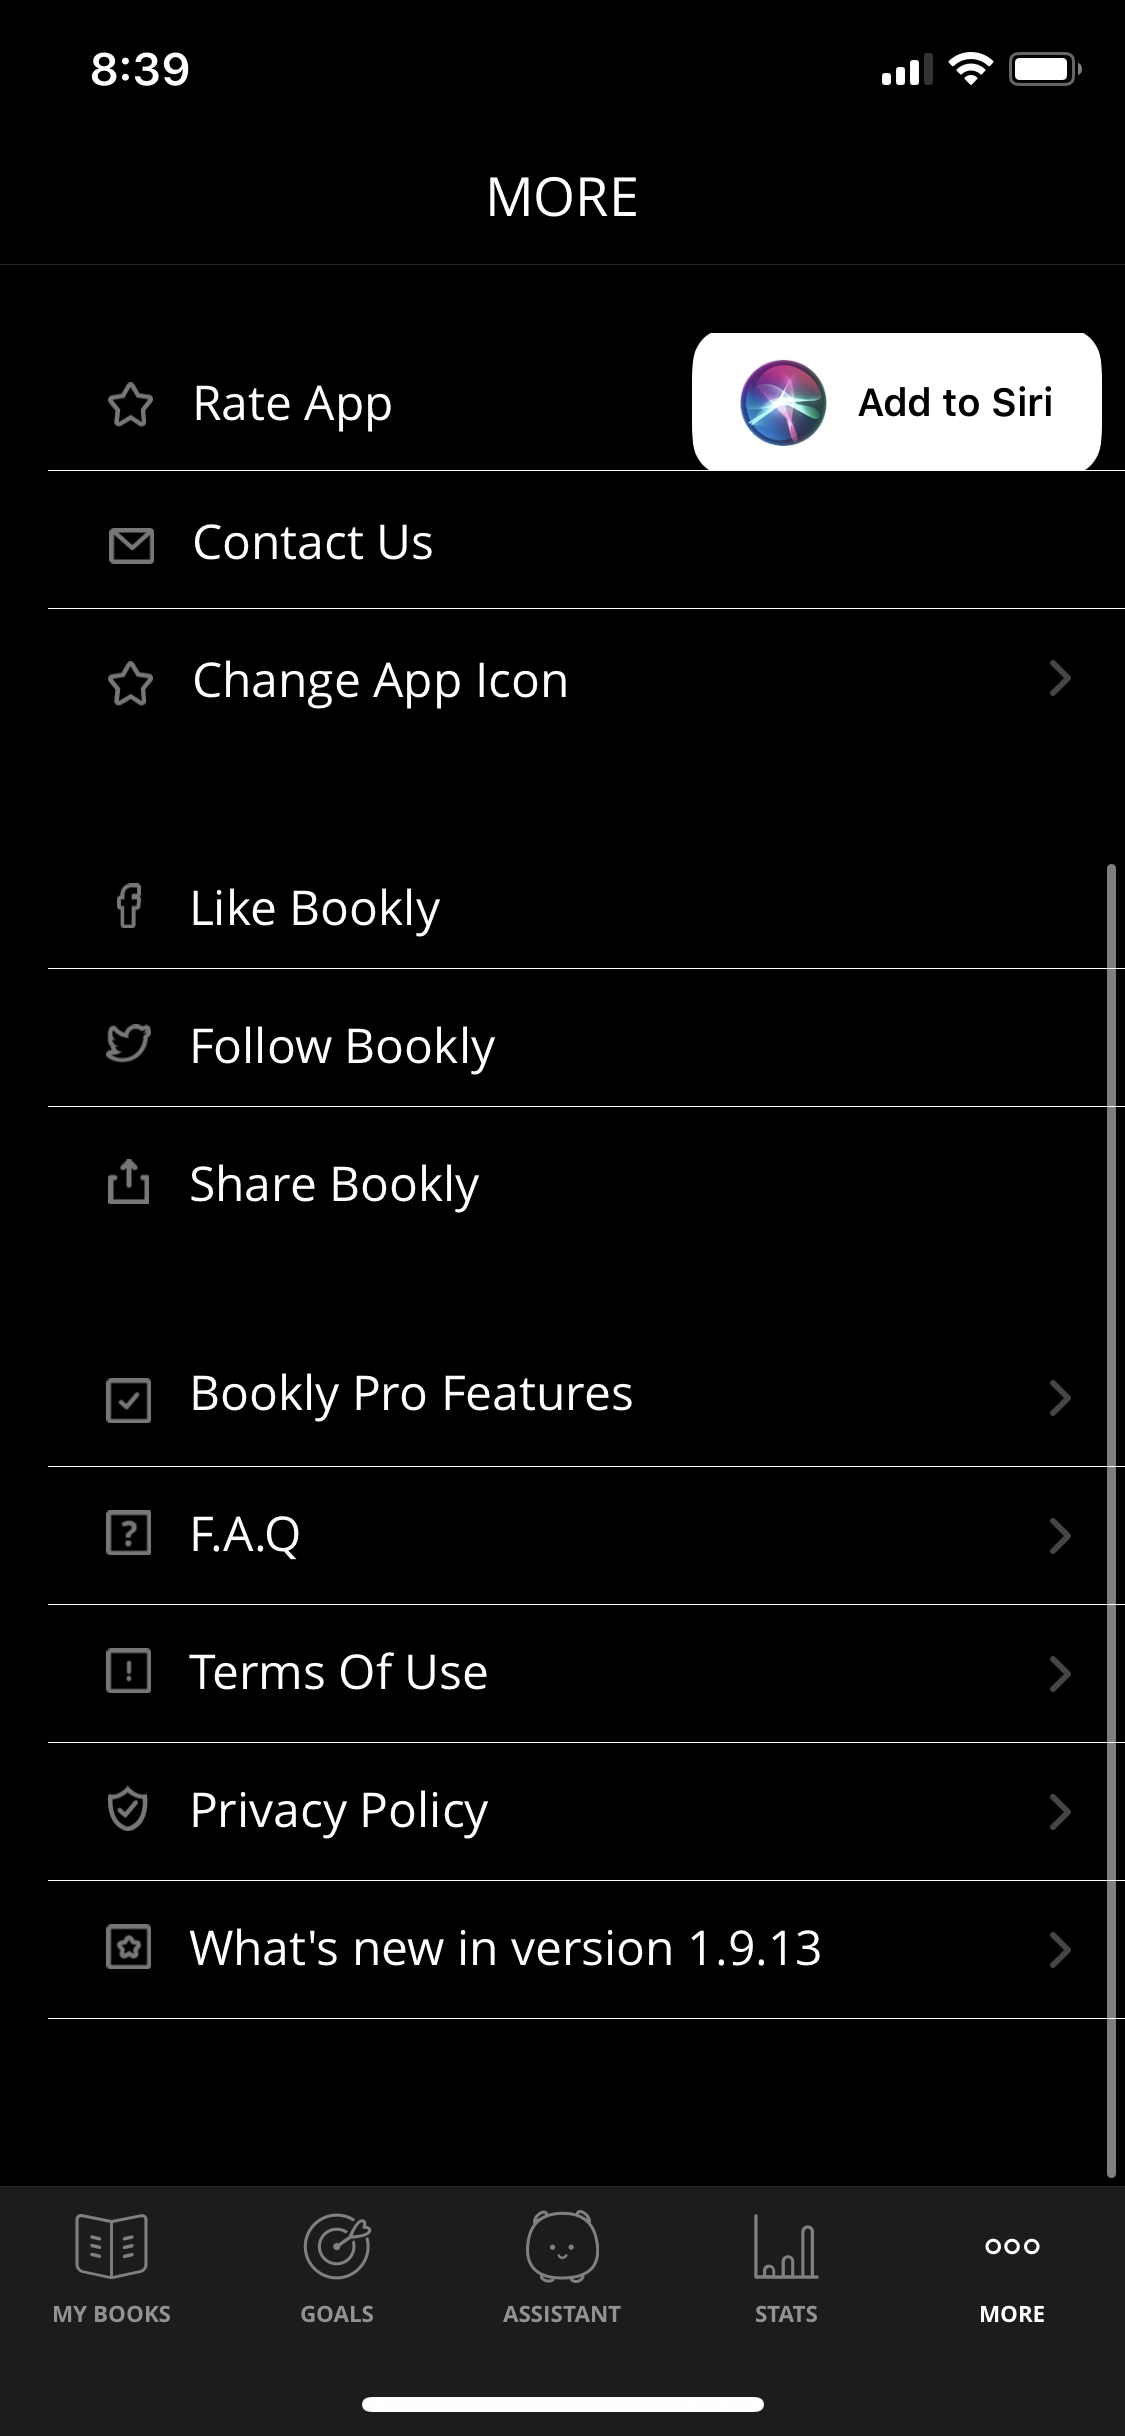 8:39
MORE
Rate App
Add to Siri
Contact Us
Change App Icon
Like Bookly
Follow Bookly
Share Bookly
Bookly Pro Features
F.A.Q
Terms Of Use
Privacy Policy
What's new in version 1.9.13
MY BOOKS
GOALS
ASSISTANT
STATS
MORE